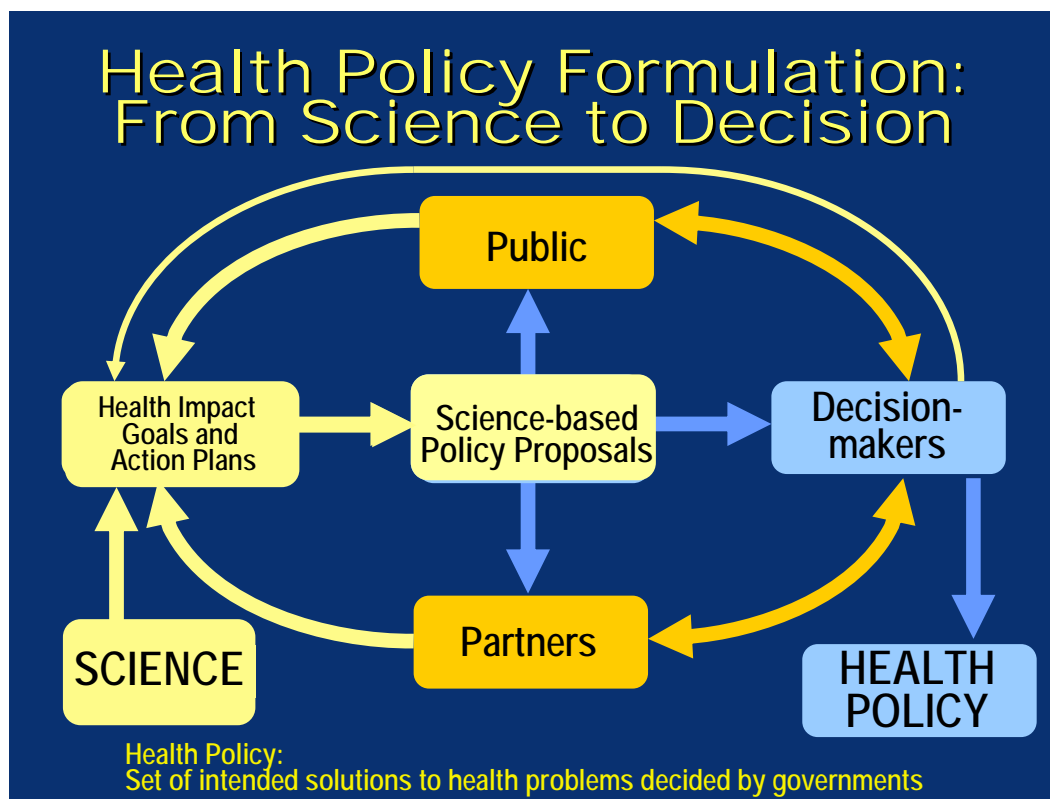 Health Policy Formulation:
From Science to Decision
Public
Health Impact
Goals and
Action Plans
Science-based
Policy Proposals
Decision-
makers
SCIENCE
Partners
HEALTH
POLICY
Health Policy:
Set of intended solutions to health problems decided by governments